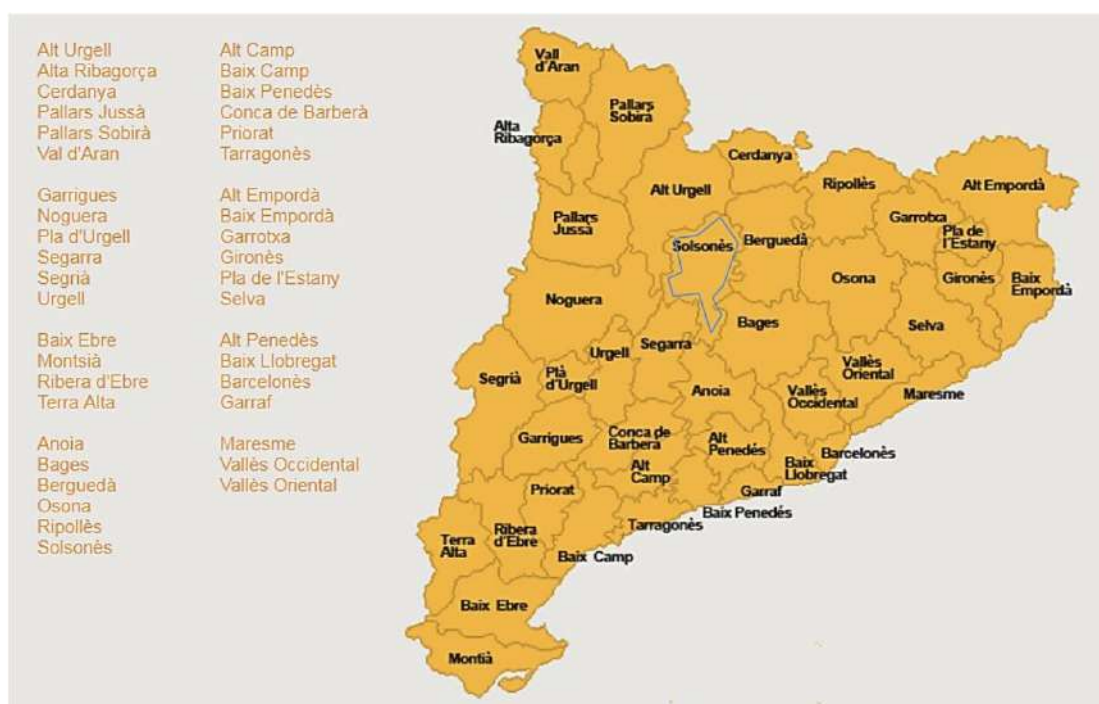 Alt Urgell
Alta Ribagorça
Cerdanya
Pallars Jussà
Pallars Sobirà
Val d'Aran
Garrigues
Noguera
Pla d'Urgell
Segarra
Segrià
Urgell
Baix Ebre
Montsià
Ribera d'Ebre
Terra Alta
Anoia
Bages
Berguedà
Osona
Ripollès
Solsonès
Alt Camp
Baix Camp
Baix Penedès
Conca de Barberà
Priorat
Tarragonès
Alt Empordà
Baix Empordà
Garrotxa
Gironès
Pla de l'Estany
Selva
Alt Penedès
Baix Llobregat
Barcelonès
Garraf
Maresme
Vallès Occidental
Vallès Oriental
Vall
d'Aran
Pallars
Sobirà
Alta
Ribagorça
Cerdanya
Alt Urgell
Ripollès
Alt Empordà
Pallars
Jussà
Garrotxa
Pla de
l'Estany
Solsonès
Berguedà
Osona
Gironès
Baix
Empordà
Noguera
Bages
Selva
Segarra
Urgell
Segrià
Plà
d'Urgell
Anoia
Vallès
Oriental
Vallès
Occidental
Maresme
Garrigues
Conca de
Barberà
Alt
Penedés
Barcelonès
Baix
Llobregat
Alt
Camp
Priorat
Garraf
Baix Penedés
Tarragonès
Ribera
d'Ebre
Terra
Alta
Baix Camp
Baix Ebre
Montià